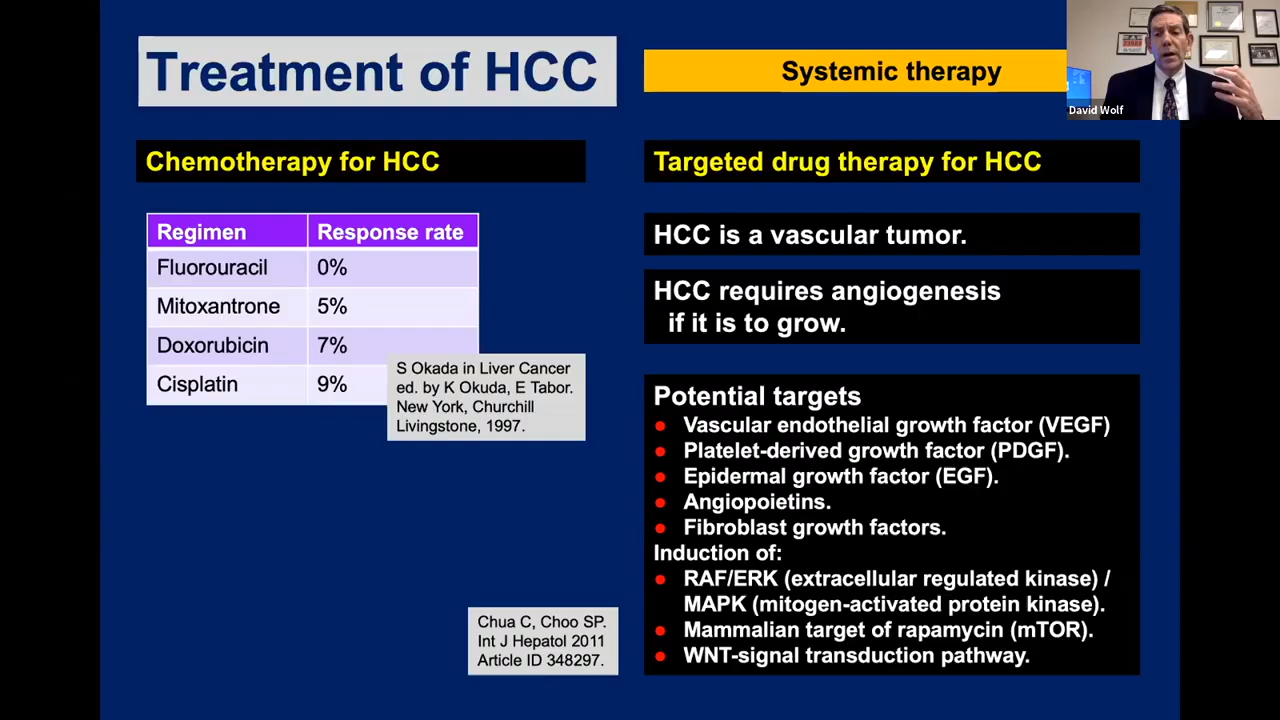 Treatment of HCC
Systemic therapy
David Wolf
Chemotherapy for HCC
Regimen Response rate
Fluorouracil 0%
Mitoxantrone 5%
Doxorubicin 7%
Cisplatin 9%
S Okada in Liver Cancer
ed. by K Okuda, E Tabor.
New York, Churchill
Livingstone, 1997.
Targeted drug therapy for HCC
HCC is a vascular tumor.
HCC requires angiogenesis
if it is to grow.
Potential targets
● Vascular endothelial growth factor (VEGF)
● Platelet-derived growth factor (PDGF).
● Epidermal growth factor (EGF).
● Angiopoietins.
● Fibroblast growth factors.
Induction of:
● RAF/ERK (extracellular regulated kinase) /
MAPK (mitogen-activated protein kinase).
● Mammalian target of rapamycin (mTOR).
● WNT-signal transduction pathway.
Chua C, Choo SP.
Int J Hepatol 2011
Article ID 348297.